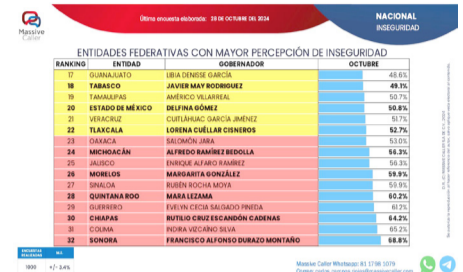 Massive
Caller
Última encuesta elaborada: 29 DE OCTUBRE DEL 2024
NACIONAL
INSEGURIDAD
ENTIDADES FEDERATIVAS CON MAYOR PERCEPCIÓN DE INSEGURIDAD
RANKING ENTIDAD GOBERNADOR OCTUBRE
17 GUANAJUATO LIBIA DENISSE GARCÍA 48.6%
18 TABASCO JAVIER MAY RODRIGUEZ 49.1%
19 TAMAULIPAS AMÉRICO VILLARREAL 50.7%
20 ESTADO DE MÉXICO DELFINA GÓMEZ 50.8%
21 VERACRUZ CUITLÁHUAC GARCÍA JIMÉNEZ 51.7%
22 TLAXCALA LORENA CUÉLLAR CISNEROS 52.7%
23 OAXACA SALOMÓN JARA 53.0%
24 MICHOACÁN ALFREDO RAMÍREZ BEDOLLA 56.3%
25 JALISCO ENRIQUE ALFARO RAMÍREZ 56.3%
26 MORELOS MARGARITA GONZÁLEZ 59.9%
27 SINALOA RUBÉN ROCHA MOYA 59.9%
28 QUINTANA ROO MARA LEZAMA 60.2%
29 GUERRERO EVELYN CECIA SALGADO PINEDA 61.2%
30 CHIAPAS RUTILIO CRUZ ESCANDÓN CADENAS 64.2%
31 COLIMA INDIRA VIZCAÍNO SILVA 65.2%
32 SONORA FRANCISCO ALFONSO DURAZO MONTAÑO 68.8%
ENCUESTAS
REALIZADAS
1000 +/- 3.4%
Massive Caller Whatsapp: 81 1798 1079